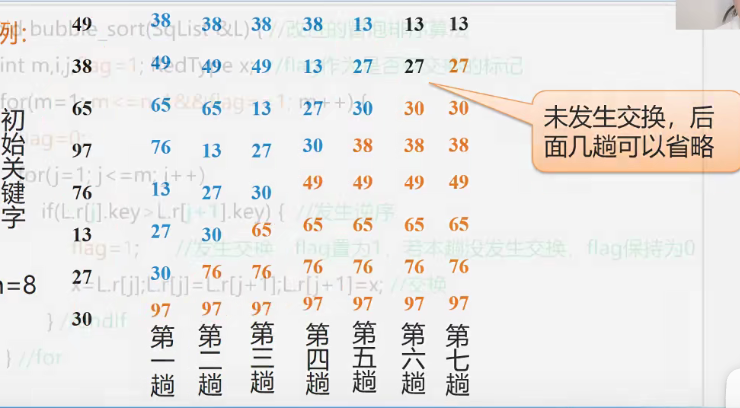 列:
初始关键字
n=8
49 38 38 38 38 13 13 13
38 49 49 49 13 27 27 27
65 65 65 13 27 30 30 30
97 76 13 27 30 38 38 38
76 13 27 30 49 49 49 49
13 27 30 65 65 65 65 65
27 30 76 76 76 76 76 76
30 97 97 97 97 97 97 97
第一趟 第二趟 第三趟 第四趟 第五趟 第六趟 第七趟
未发生交换，后
面几趟可以省略
bubble_sort(SqList &L) { //改进的冒泡排序算法
int m,i,j, flag=1; RedType x; //flag作为是否有交换的标记
for(m=1; m<=n-1&&flag==1; m++) {
flag=0;
for(j=1; j<=m; j++)
if(L.r[j].key>L.r[j+1].key) { //发生逆序
flag=1; //发生交换，flag置为1，若本趟没发生交换，flag保持为0
x=L.r[j];L.r[j]=L.r[j+1];L.r[j+1]=x; //交换
} //endif
} //for